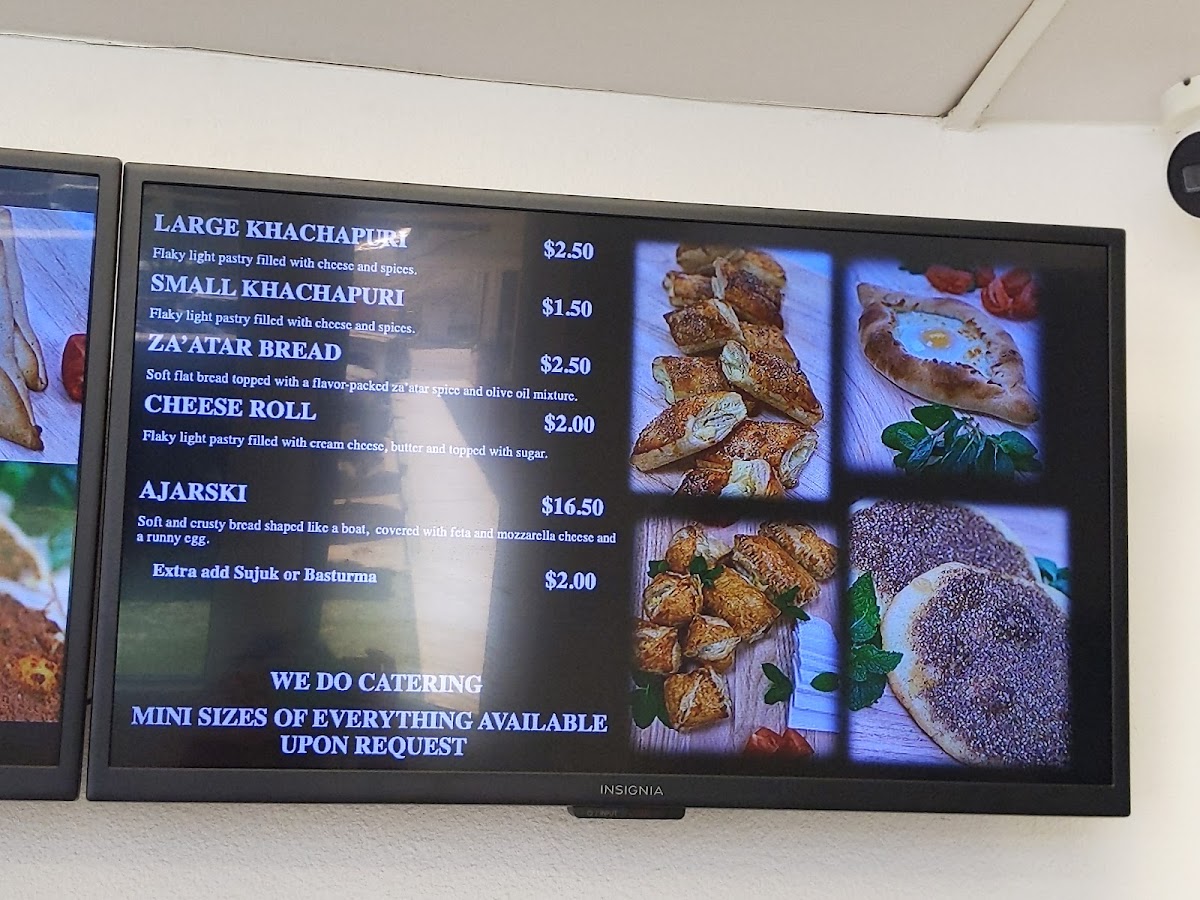 LARGE KHACHAPURI
$2.50
Flaky light pastry filled with cheese and spices.
SMALL KHACHAPURI
$1.50
Flaky light pastry filled with cheese and spices.
ZA'ATAR BREAD
$2.50
Soft flat bread topped with a flavor-packed za'atar spice and olive oil mixture.
CHEESE ROLL
$2.00
Flaky light pastry filled with cream cheese, butter and topped with sugar.
AJARSKI
$16.50
Soft and crusty bread shaped like a boat, covered with feta and mozzarella cheese and
a runny egg.
Extra add Sujuk or Basturma
$2.00
WE DO CATERING
MINI SIZES OF EVERYTHING AVAILABLE
UPON REQUEST
INSIGNIA